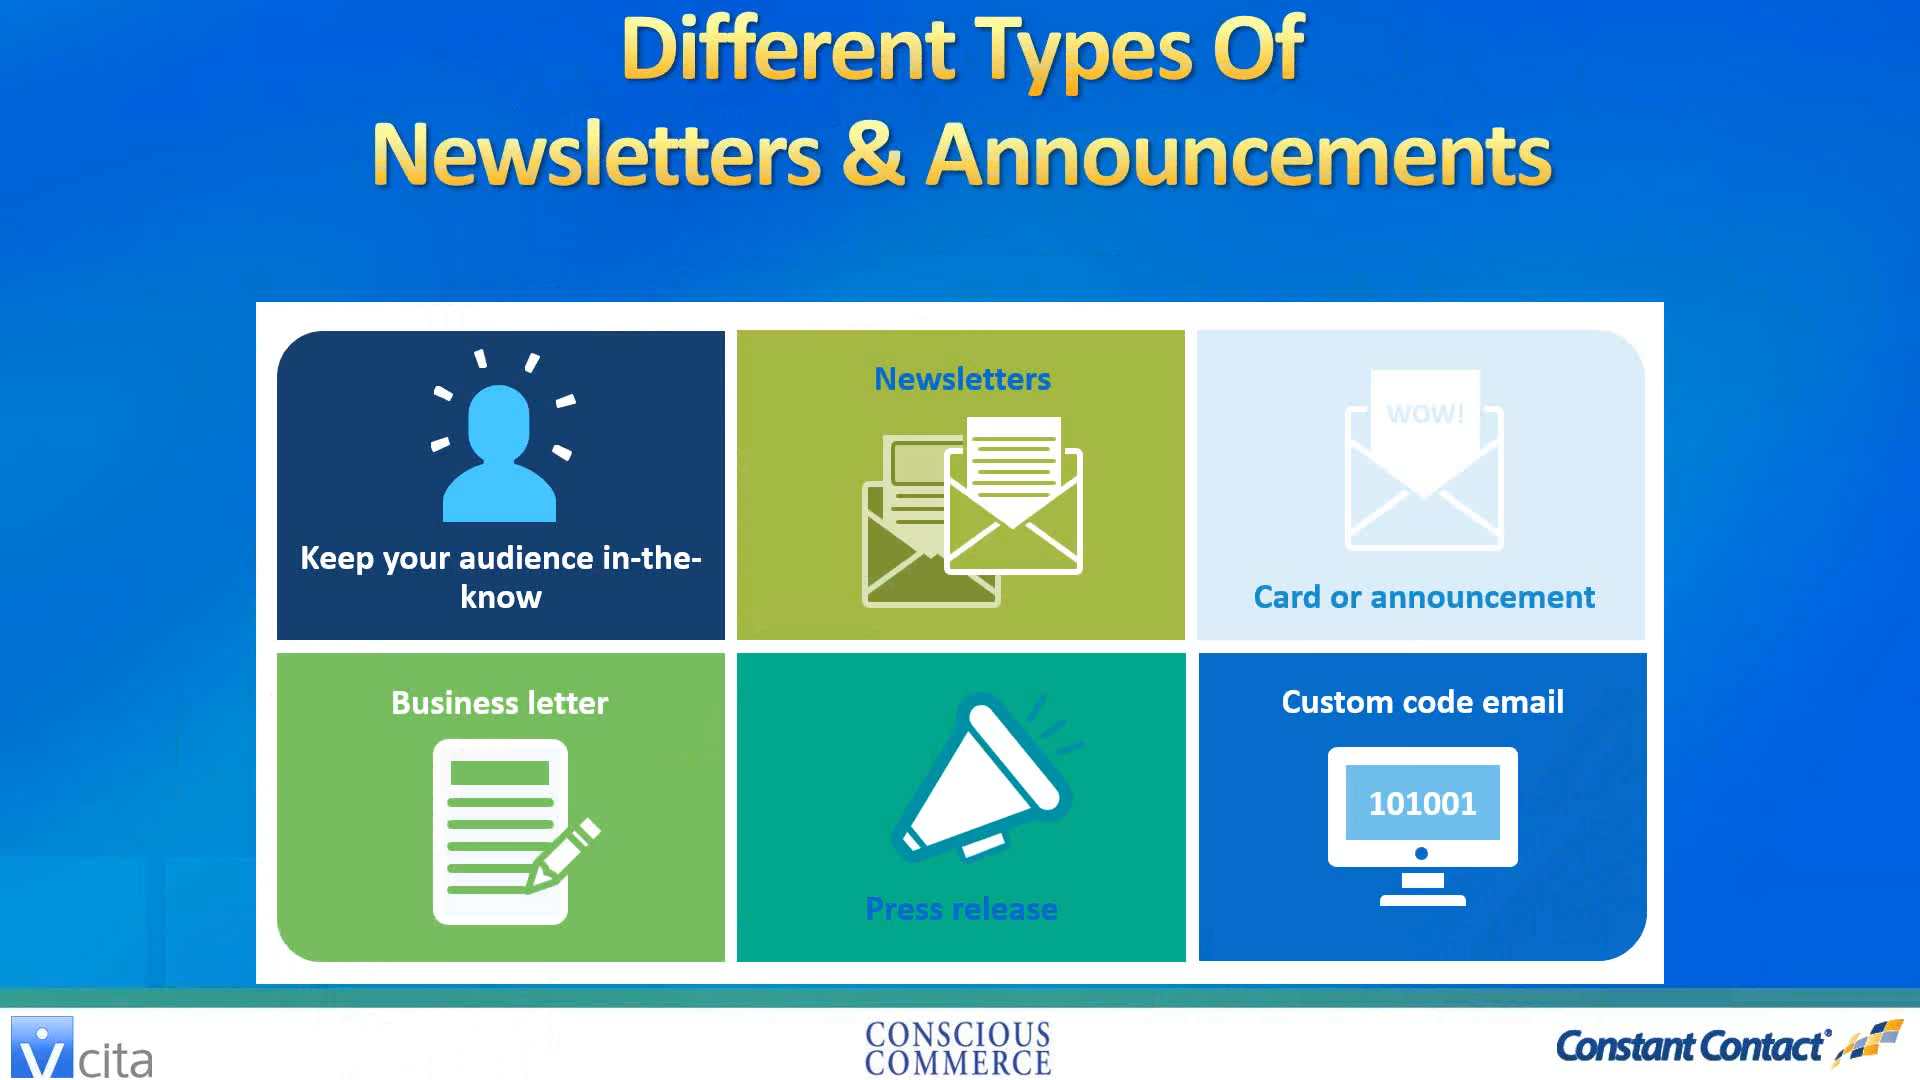 Different Types Of
Newsletters & Announcements
Keep your audience in-the-
know
Newsletters
WOW!
Card or announcement
Business letter
Press release
Custom code email
101001
vcita
CONSCIOUS
COMMERCE
Constant Contact®